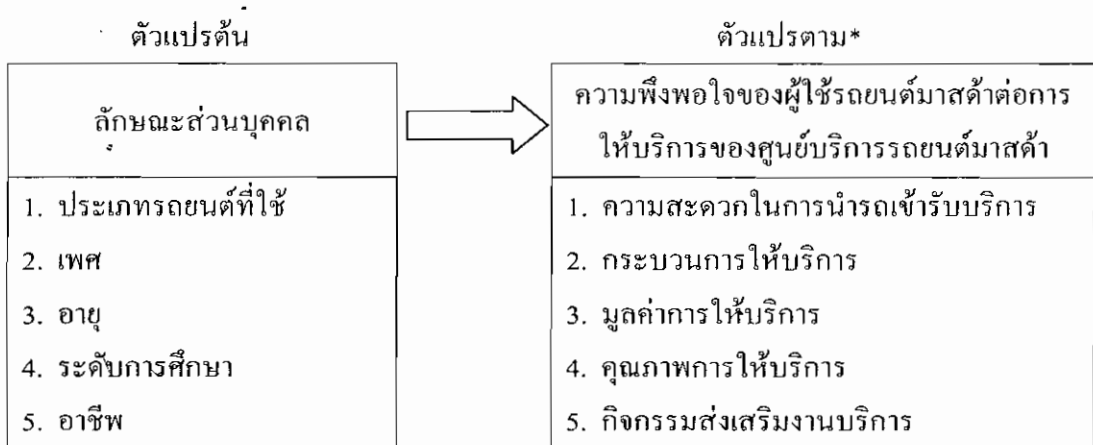 ตัวแปรต้น
ตัวแปรตาม*
ลักษณะส่วนบุคคล
ความพึงพอใจของผู้ใช้รถยนต์มาสด้าต่อการ
ให้บริการของศูนย์บริการรถยนต์มาสด้า
1. ประเภทรถยนต์ที่ใช้
2. เพศ
3. อายุ
4. ระดับการศึกษา
5. อาชีพ
1. ความสะดวกในการนำรถเข้ารับบริการ
2. กระบวนการให้บริการ
3. มูลค่าการให้บริการ
4. คุณภาพการให้บริการ
5. กิจกรรมส่งเสริมงานบริการ